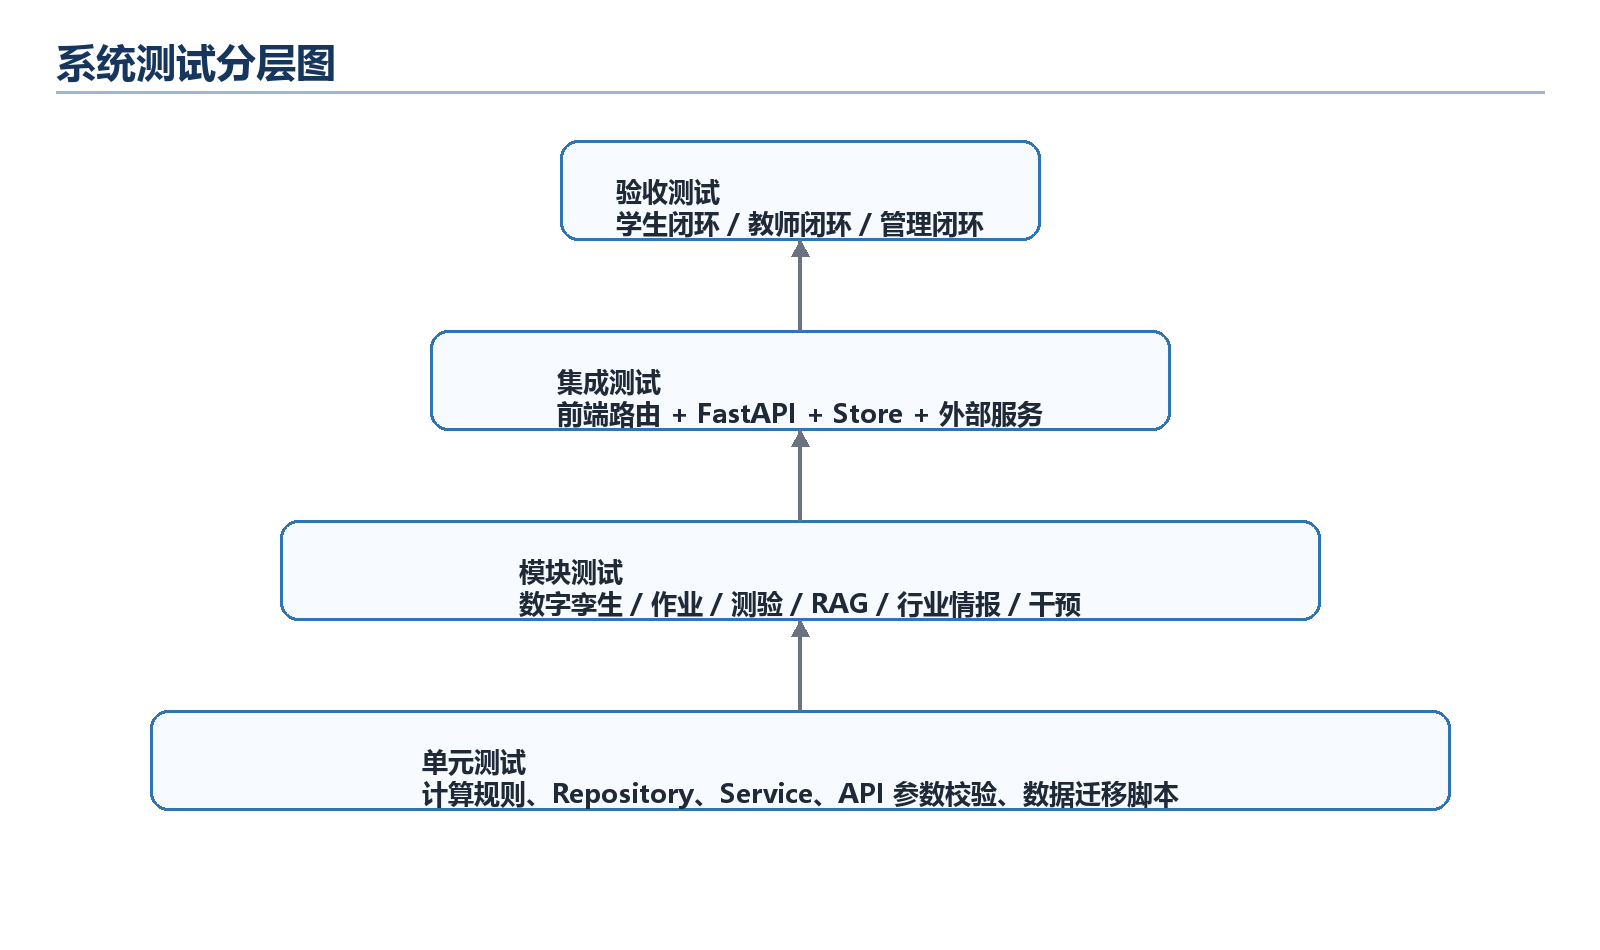 系统测试分层图
验收测试
学生闭环 / 教师闭环 / 管理闭环
集成测试
前端路由 + FastAPI + Store + 外部服务
模块测试
数字孪生 / 作业 / 测验 / RAG / 行业情报 / 干预
单元测试
计算规则、Repository、Service、API 参数校验、数据迁移脚本